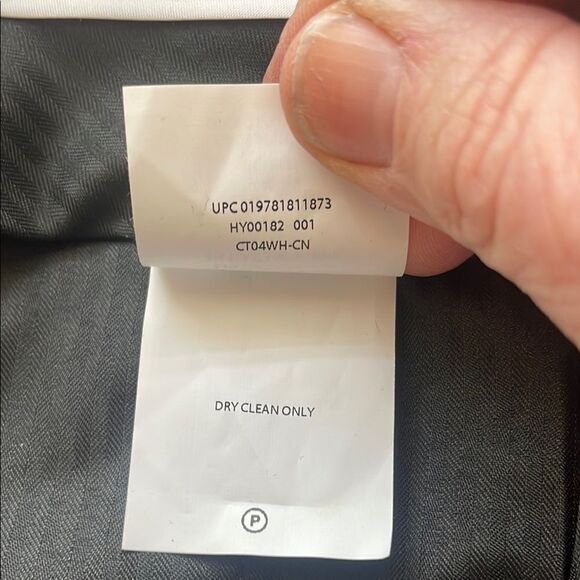 UPC 019781811873
HY00182 001
CT04WH-CN
DRY CLEAN ONLY
P